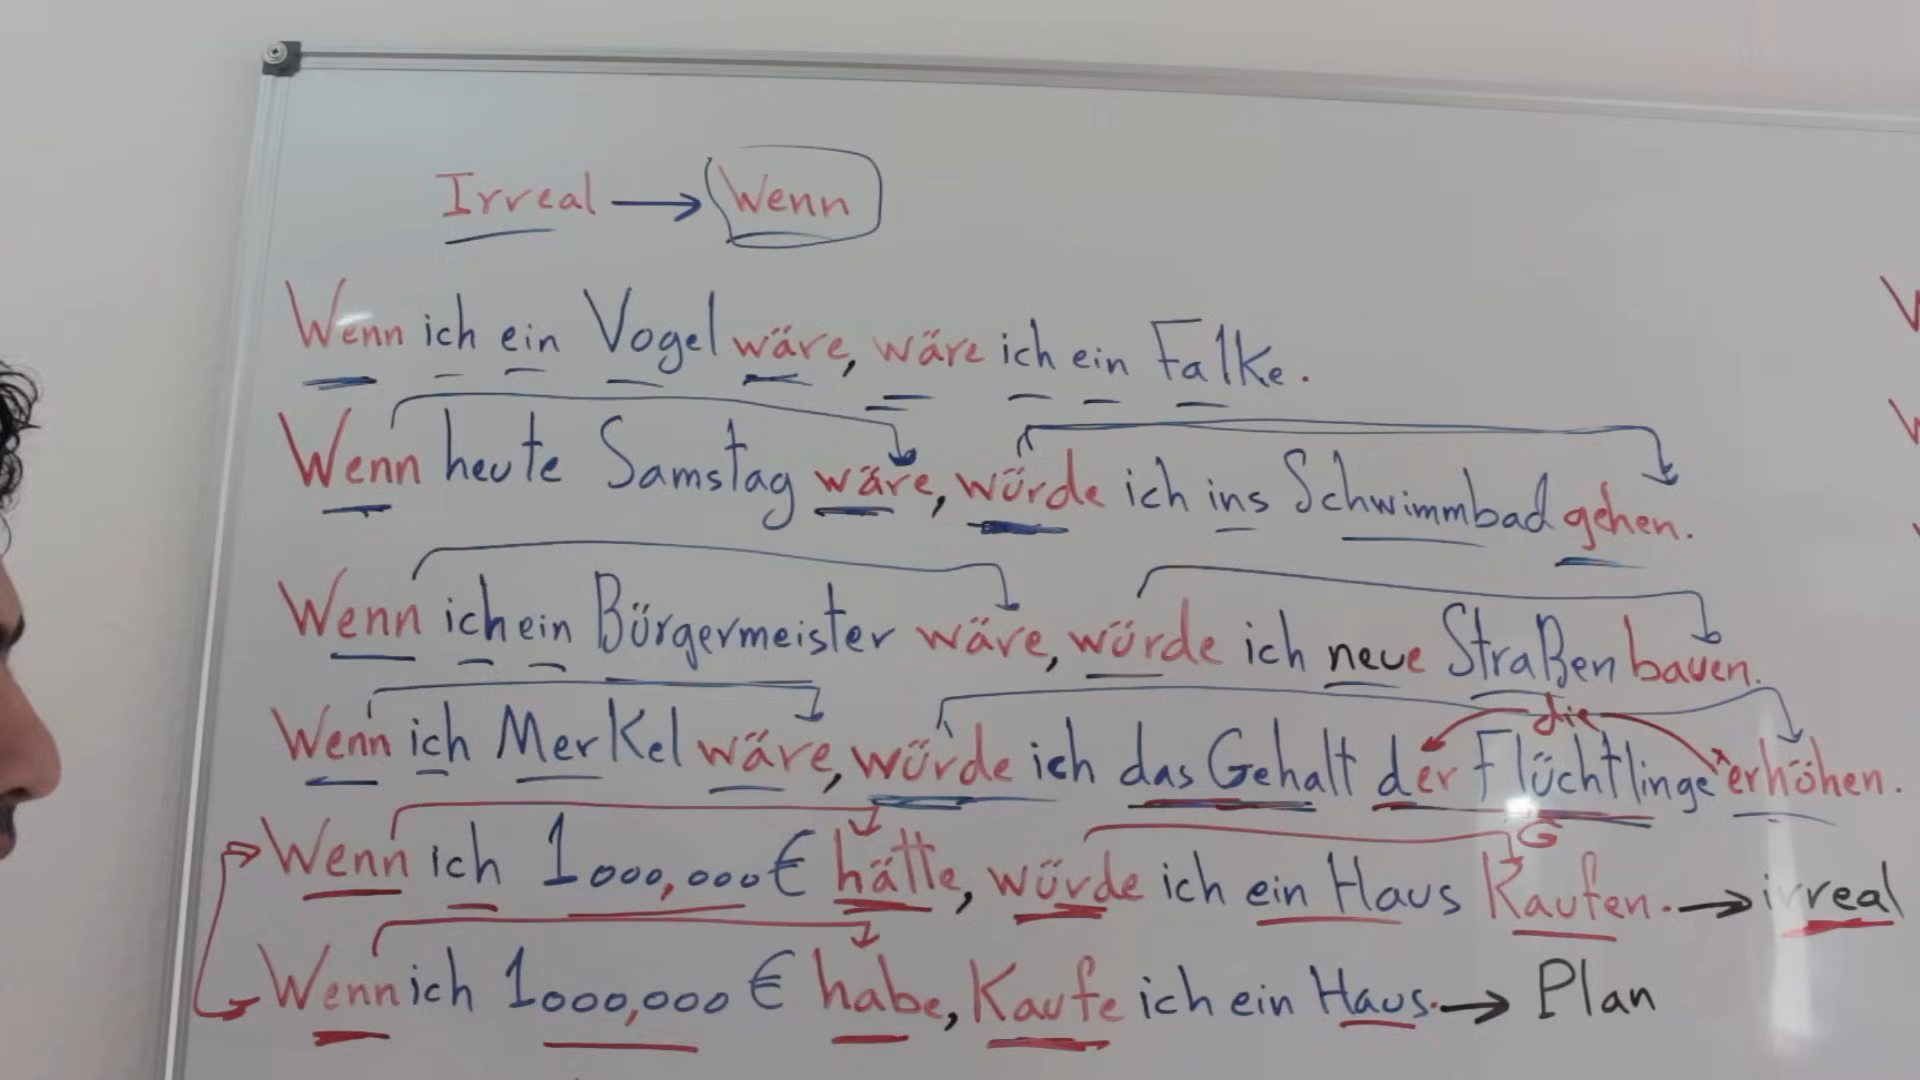 Irreal → Wenn
Wenn ich ein Vogel wäre, wäre ich ein Falke.
Wenn heute Samstag wäre, würde ich ins Schwimmbad gehen.
Wenn ich ein Bürgermeister wäre, würde ich neue Straßen bauen.
die
Wenn ich Merkel wäre, würde ich das Gehalt der Flüchtlinge erhöhen.
G
Wenn ich 1000,000 € hätte, würde ich ein Haus Kaufen. → irreal
Wenn ich 1000,000 € habe, Kaufe ich ein Haus. → Plan